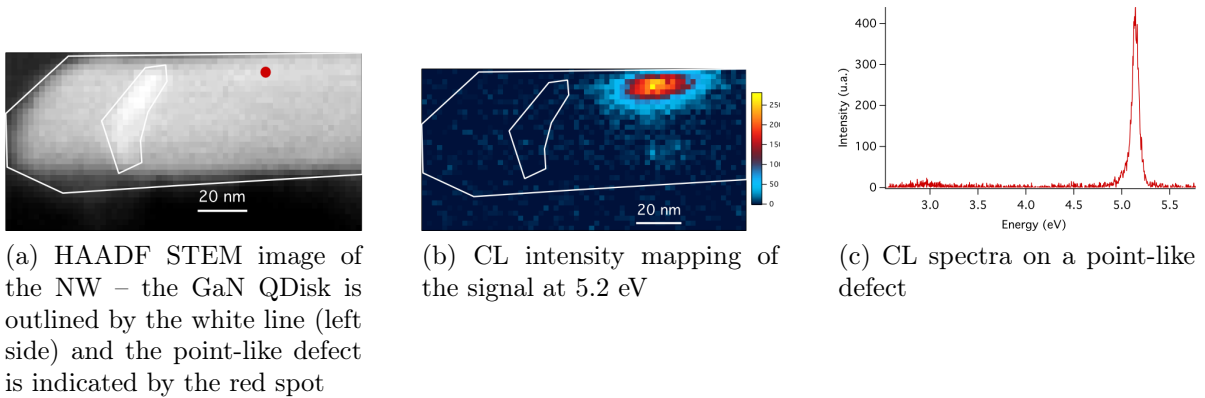 20 nm
20 nm
250
200
150
100
50
0
400
300
200
100
0
Intensity (u.a.)
3.0 3.5 4.0 4.5 5.0 5.5
Energy (eV)
(a) HAADF STEM image of
the NW – the GaN QDisk is
outlined by the white line (left
side) and the point-like defect
is indicated by the red spot
(b) CL intensity mapping of
the signal at 5.2 eV
(c) CL spectra on a point-like
defect